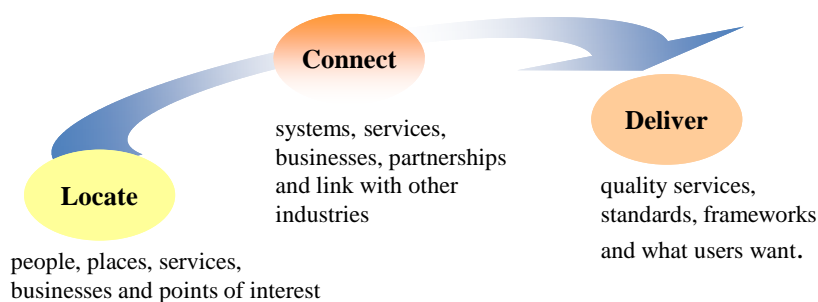 Locate
people, places, services,
businesses and points of interest
Connect
systems, services,
businesses, partnerships
and link with other
industries
Deliver
quality services,
standards, frameworks
and what users want.